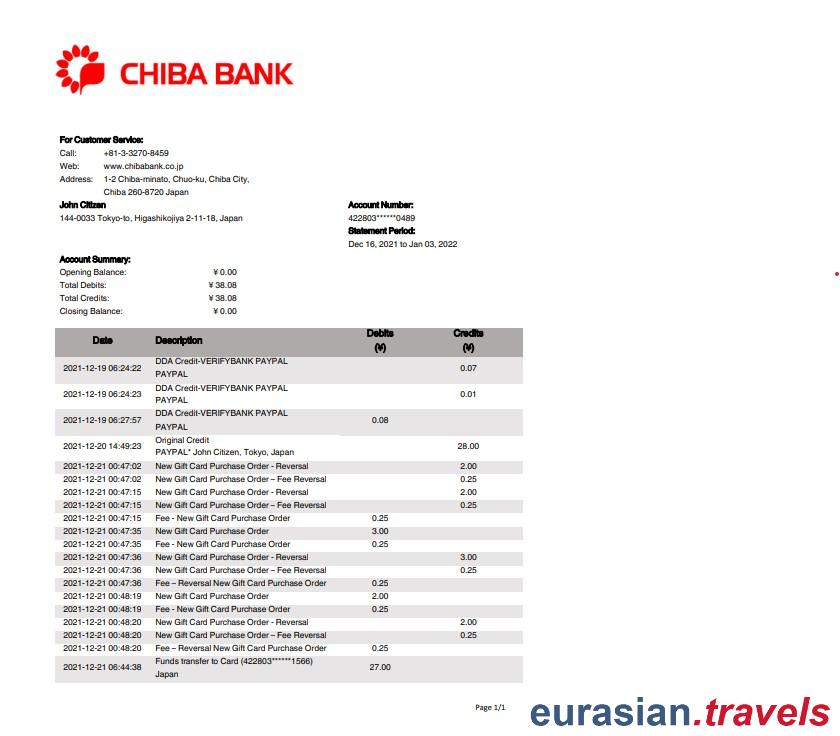 CHIBA BANK
For Customer Service:
Call: +81-3-3270-8459
Web: www.chibabank.co.jp
Address: 1-2 Chiba-minato, Chuo-ku, Chiba City,
Chiba 260-8720 Japan
John Citizen Account Number:
144-0033 Tokyo-to, Higashikojiya 2-11-18, Japan 422803******0489
Statement Period:
Dec 16, 2021 to Jan 03, 2022
Account Summary:
Opening Balance: ¥ 0.00
Total Debits: ¥ 38.08
Total Credits: ¥ 38.08
Closing Balance: ¥ 0.00
Date Description Debits (¥) Credits (¥)
2021-12-19 06:24:22 DDA Credit-VERIFYBANK PAYPAL 0.07
PAYPAL
2021-12-19 06:24:23 DDA Credit-VERIFYBANK PAYPAL 0.01
PAYPAL
2021-12-19 06:27:57 DDA Credit-VERIFYBANK PAYPAL 0.08
PAYPAL
2021-12-20 14:49:23 Original Credit 28.00
PAYPAL* John Citizen, Tokyo, Japan
2021-12-21 00:47:02 New Gift Card Purchase Order - Reversal 2.00
2021-12-21 00:47:02 New Gift Card Purchase Order – Fee Reversal 0.25
2021-12-21 00:47:15 New Gift Card Purchase Order - Reversal 2.00
2021-12-21 00:47:15 New Gift Card Purchase Order – Fee Reversal 0.25
2021-12-21 00:47:15 Fee - New Gift Card Purchase Order 0.25
2021-12-21 00:47:35 New Gift Card Purchase Order 3.00
2021-12-21 00:47:35 Fee - New Gift Card Purchase Order 0.25
2021-12-21 00:47:36 New Gift Card Purchase Order - Reversal 3.00
2021-12-21 00:47:36 New Gift Card Purchase Order – Fee Reversal 0.25
2021-12-21 00:47:36 Fee – Reversal New Gift Card Purchase Order 0.25
2021-12-21 00:48:19 New Gift Card Purchase Order 2.00
2021-12-21 00:48:19 Fee - New Gift Card Purchase Order 0.25
2021-12-21 00:48:20 New Gift Card Purchase Order - Reversal 2.00
2021-12-21 00:48:20 New Gift Card Purchase Order – Fee Reversal 0.25
2021-12-21 00:48:20 Fee – Reversal New Gift Card Purchase Order 0.25
2021-12-21 06:44:38 Funds transfer to Card (422803******1566) 27.00
Japan
Page 1/1
eurasian.travels